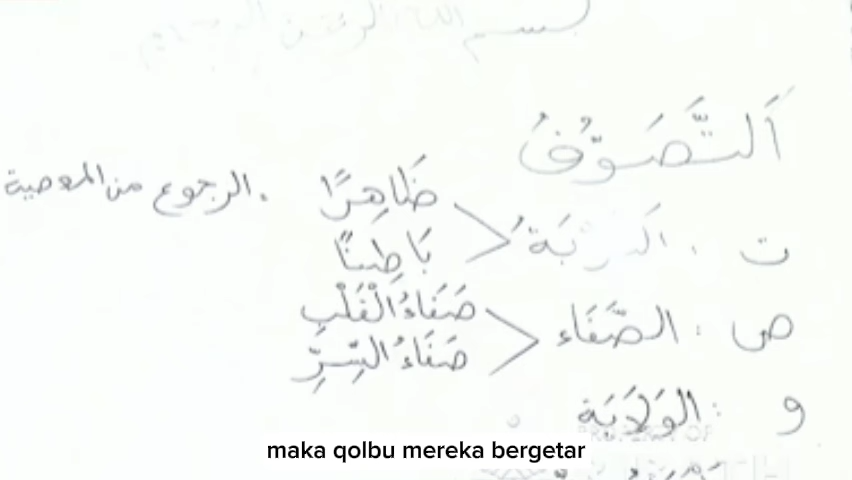 بسم الله الرحمن الرحيم
اَلتَّصَوُّفُ
ت : اَلتَّوْبَةُ < ظَاهِرًا . الرجوع من المعصية
بَاطِنًا
ص : الصَّفَاء < صَفَاءُ الْقَلْبِ
صَفَاءُ السِّرِّ
و : الوَلَايَة
maka qolbu mereka bergetar